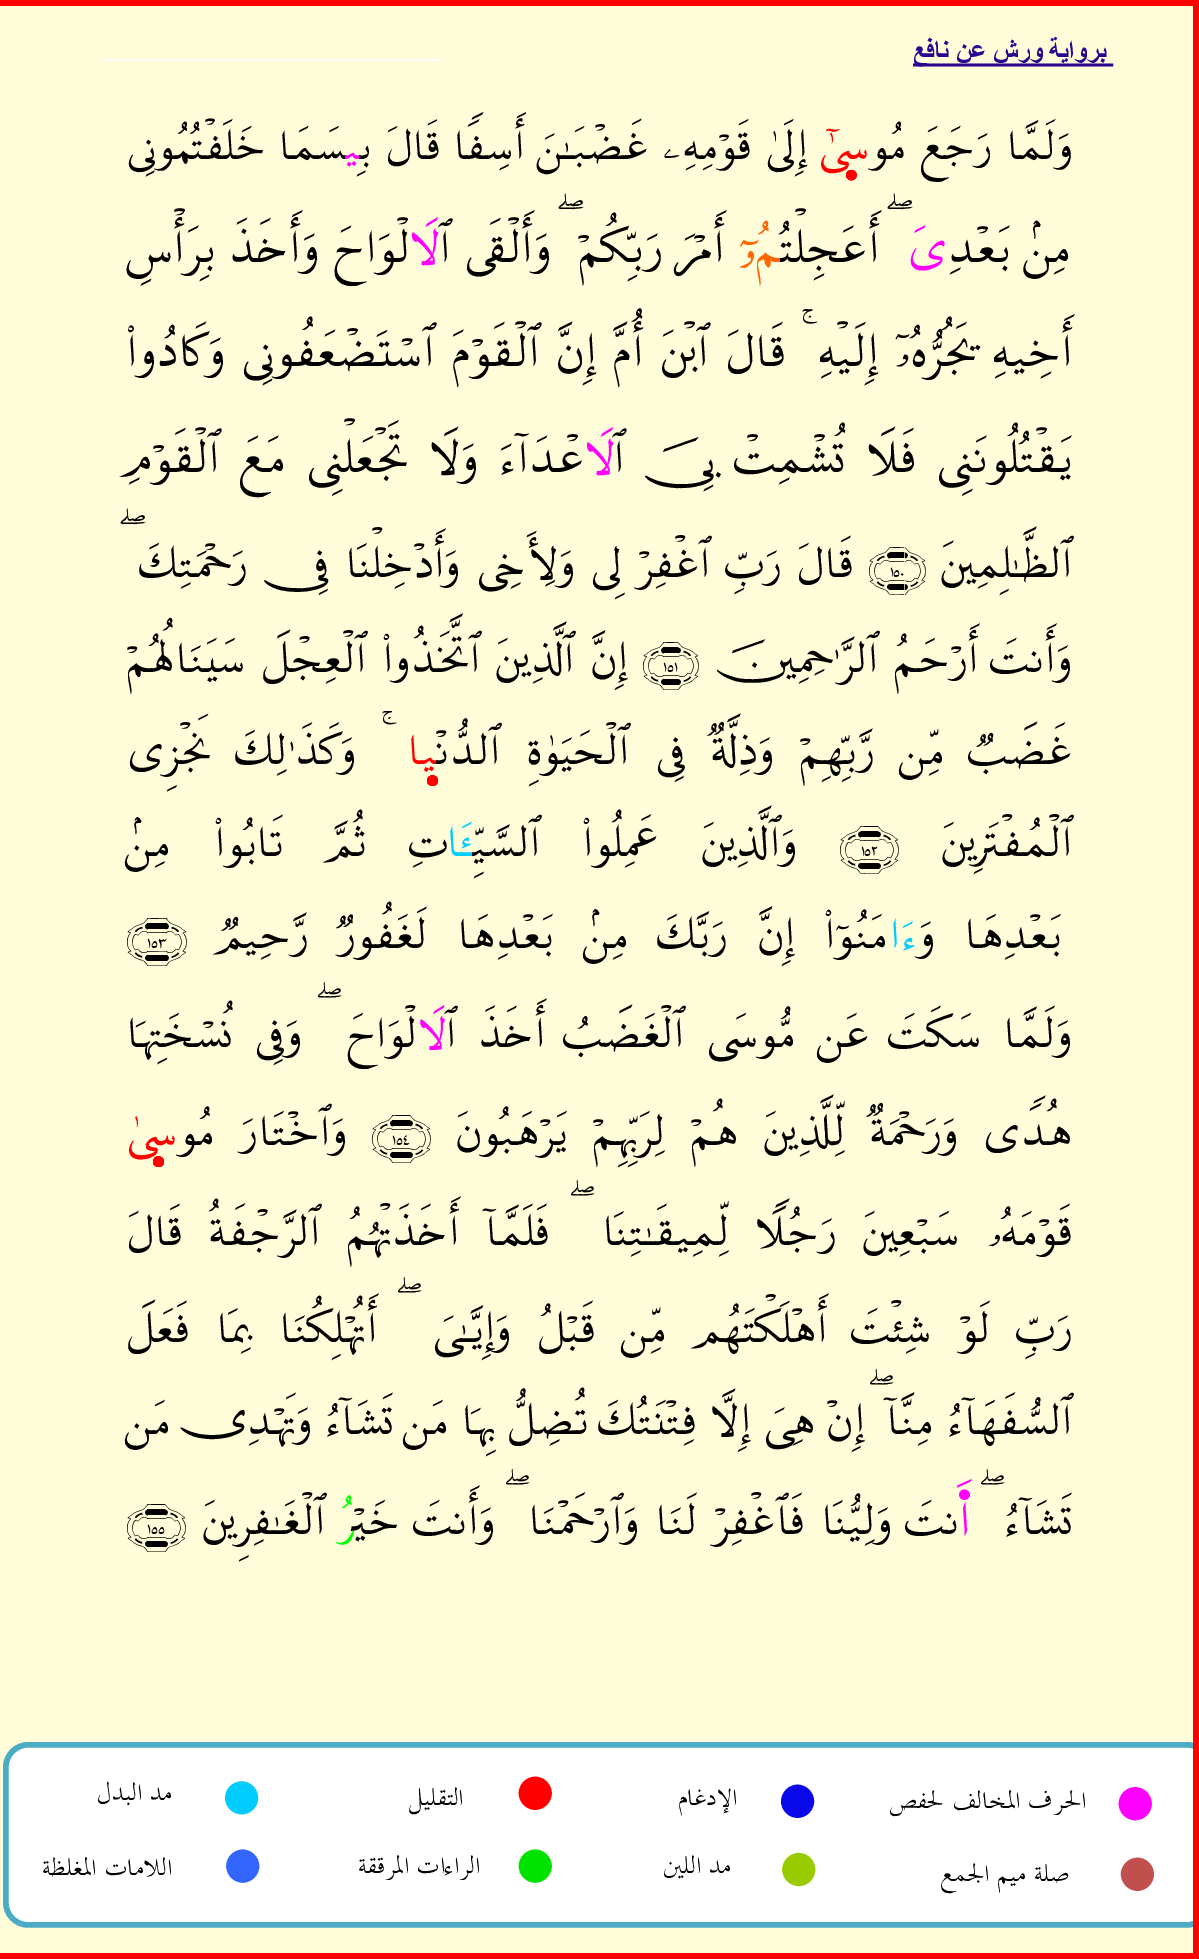 برواية ورش عن نافع
وَلَمَّا رَجَعَ مُوسىٰٓ إِلَىٰ قَوْمِهِۦ غَضْبَـٰنَ أَسِفًا قَالَ بِيسَمَا خَلَفْتُمُونِى
مِنۢ بَعْدِىَ ۖ أَعَجِلْتُمُۥٓ أَمْرَ رَبِّكُمْ ۖ وَأَلْقَى ٱلَالْوَاحَ وَأَخَذَ بِرَأْسِ
أَخِيهِ يَجُرُّهُۥٓ إِلَيْهِ ۚ قَالَ ٱبْنَ أُمَّ إِنَّ ٱلْقَوْمَ ٱسْتَضْعَفُونِى وَكَادُوا۟
يَقْتُلُونَنِى فَلَا تُشْمِتْ بِىَ ٱلَاعْدَآءَ وَلَا تَجْعَلْنِى مَعَ ٱلْقَوْمِ
ٱلظَّـٰلِمِينَ ١٥٠ قَالَ رَبِّ ٱغْفِرْ لِى وَلِأَخِى وَأَدْخِلْنَا فِى رَحْمَتِكَ ۖ
وَأَنتَ أَرْحَمُ ٱلرَّٰحِمِينَ ١٥١ إِنَّ ٱلَّذِينَ ٱتَّخَذُوا۟ ٱلْعِجْلَ سَيَنَالُهُمْ
غَضَبٌ مِّن رَّبِّهِمْ وَذِلَّةٌ فِى ٱلْحَيَوٰةِ ٱلدُّنْيا ۚ وَكَذَٰلِكَ نَجْزِى
ٱلْمُفْتَرِينَ ١٥٢ وَٱلَّذِينَ عَمِلُوا۟ ٱلسَّيِّـَٔاتِ ثُمَّ تَابُوا۟ مِنۢ
بَعْدِهَا وَءَامَنُوٓا۟ إِنَّ رَبَّكَ مِنۢ بَعْدِهَا لَغَفُورٌ رَّحِيمٌ ١٥٣
وَلَمَّا سَكَتَ عَن مُّوسَى ٱلْغَضَبُ أَخَذَ ٱلَالْوَاحَ ۖ وَفِى نُسْخَتِهَا
هُدًى وَرَحْمَةٌ لِّلَّذِينَ هُمْ لِرَبِّهِمْ يَرْهَبُونَ ١٥٤ وَٱخْتَارَ مُوسىٰ
قَوْمَهُۥ سَبْعِينَ رَجُلًا لِّمِيقَـٰتِنَا ۖ فَلَمَّآ أَخَذَتْهُمُ ٱلرَّجْفَةُ قَالَ
رَبِّ لَوْ شِئْتَ أَهْلَكْتَهُم مِّن قَبْلُ وَإِيَّـٰىَ ۖ أَتُهْلِكُنَا بِمَا فَعَلَ
ٱلسُّفَهَآءُ مِنَّآ ۖ إِنْ هِىَ إِلَّا فِتْنَتُكَ تُضِلُّ بِهَا مَن تَشَآءُ وَتَهْدِى مَن
تَشَآءُ ۖ أَنتَ وَلِيُّنَا فَٱغْفِرْ لَنَا وَٱرْحَمْنَا ۖ وَأَنتَ خَيْرُ ٱلْغَـٰفِرِينَ ١٥٥
الحرف المخالف لحفص الإدغام التقليل مد البدل
صلة ميم الجمع مد اللين الراءات المرققة اللامات المغلظة